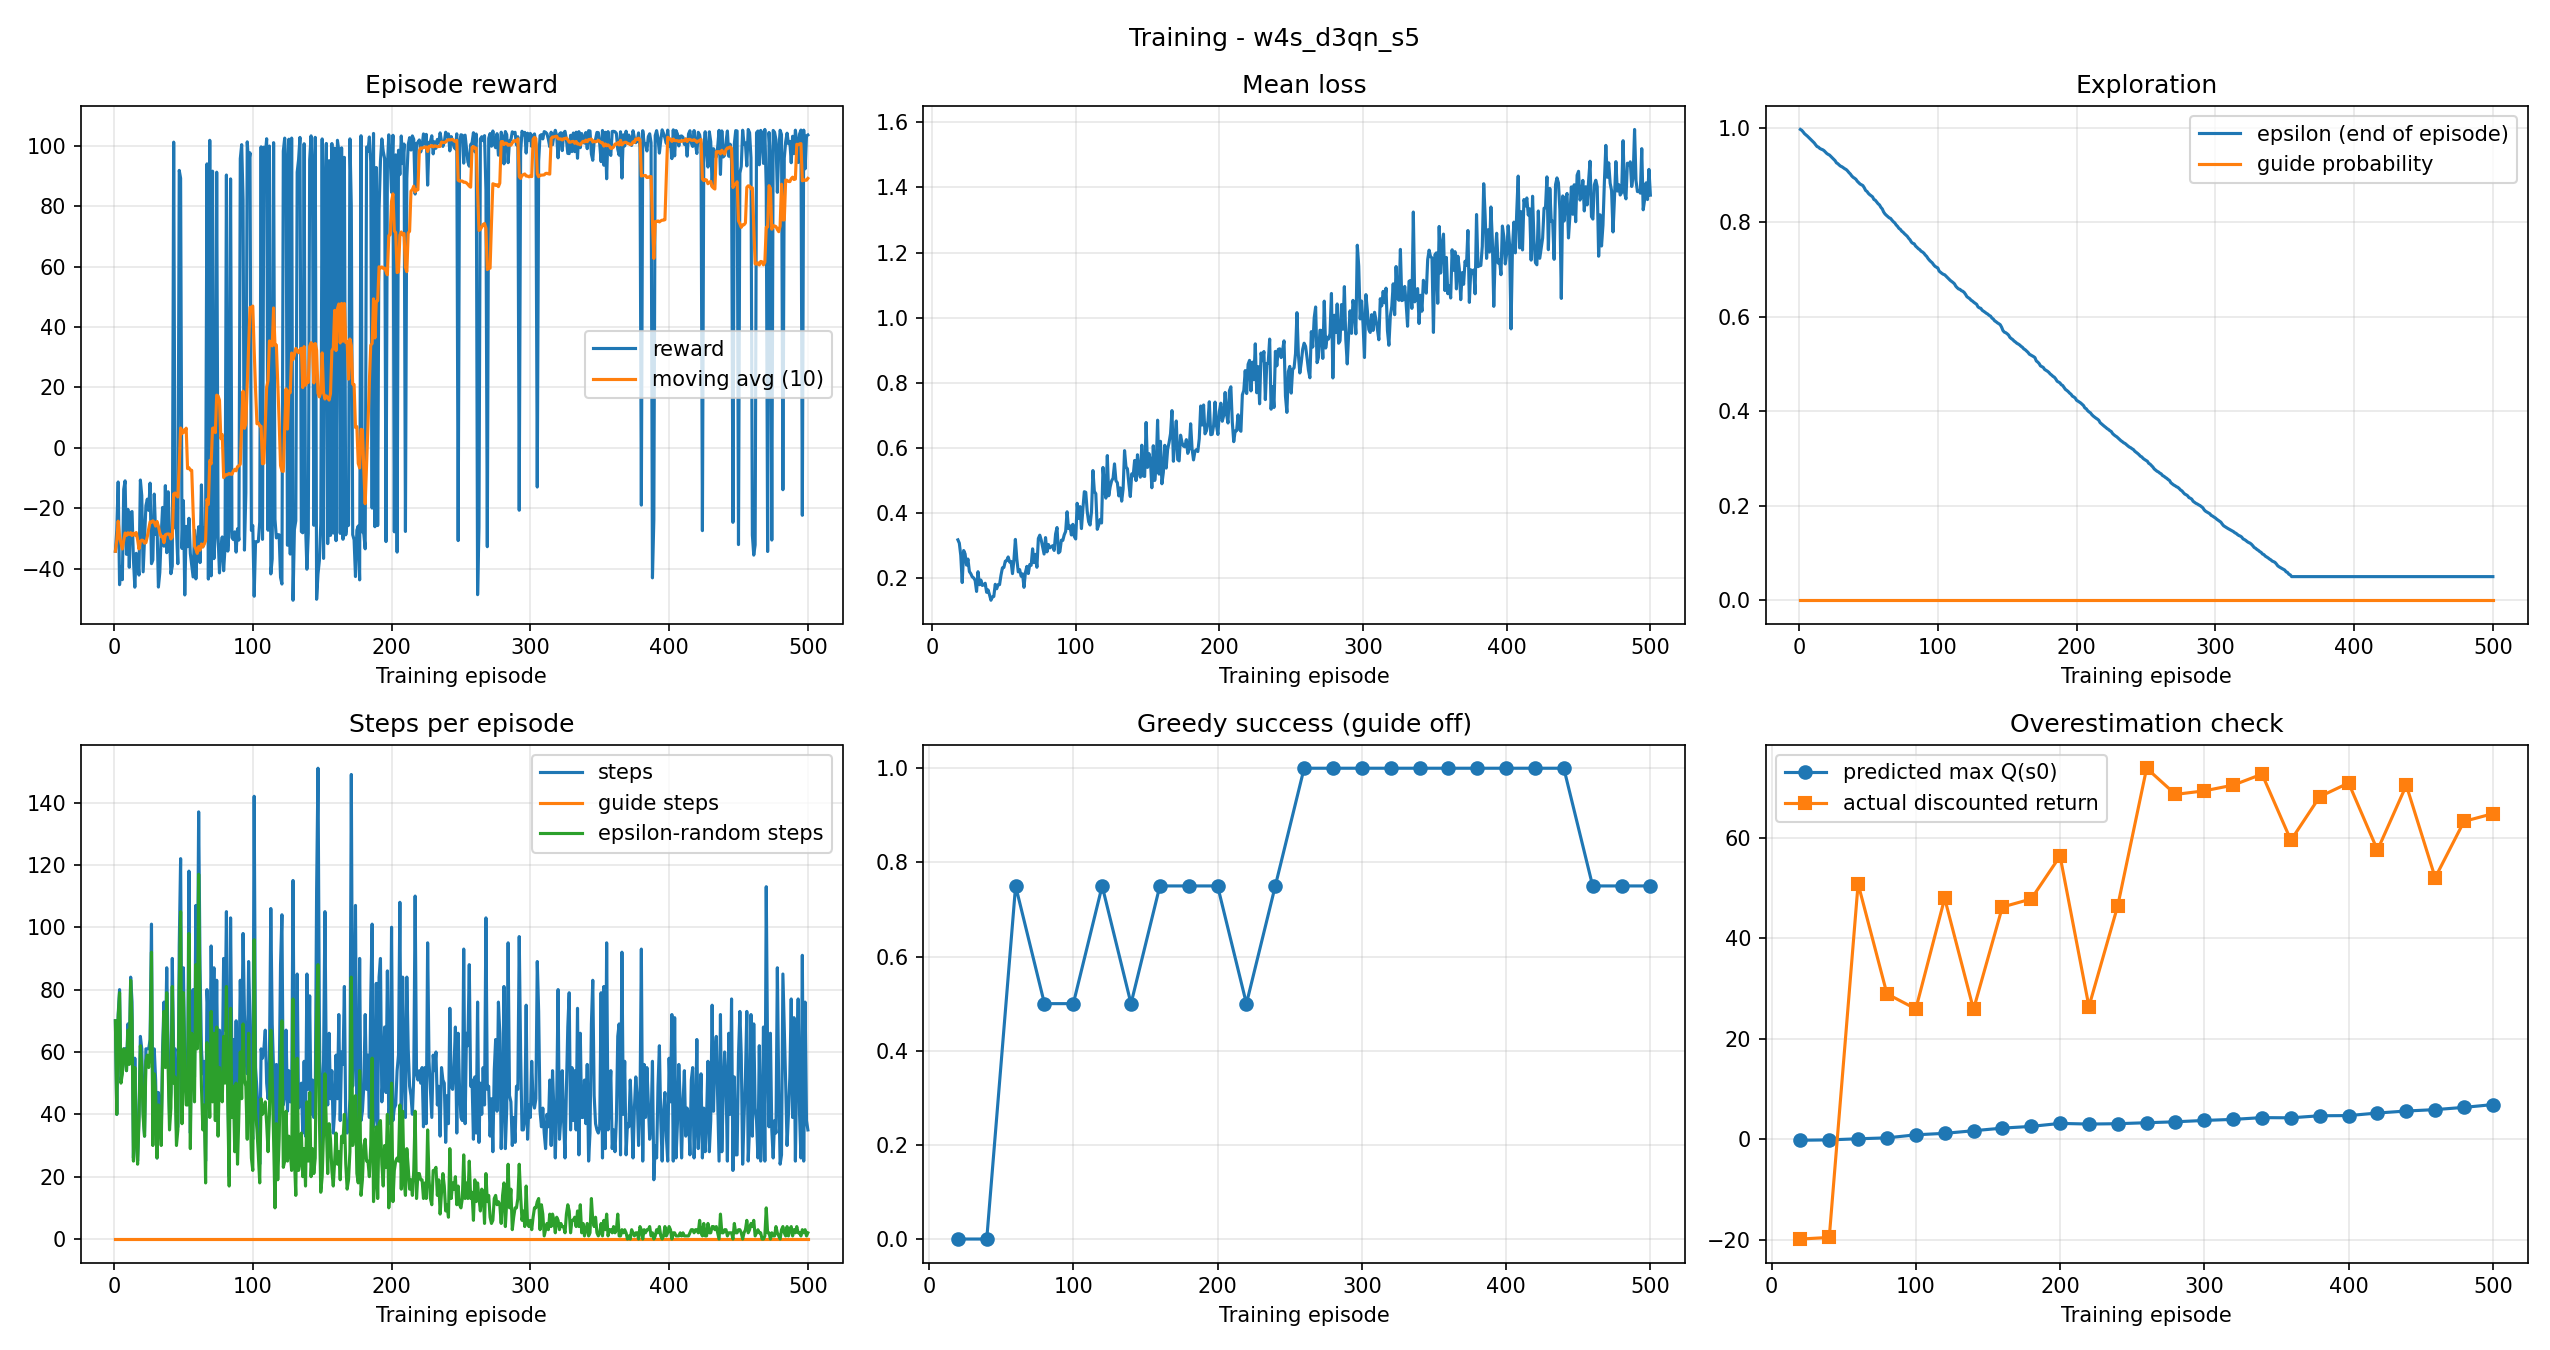 Training - w4s_d3qn_s5
Episode reward
100
80
60
40
20
0
−20
−40
reward
moving avg (10)
0 100 200 300 400 500
Training episode
Mean loss
1.6
1.4
1.2
1.0
0.8
0.6
0.4
0.2
0 100 200 300 400 500
Training episode
Exploration
1.0
0.8
0.6
0.4
0.2
0.0
epsilon (end of episode)
guide probability
0 100 200 300 400 500
Training episode
Steps per episode
140
120
100
80
60
40
20
0
steps
guide steps
epsilon-random steps
0 100 200 300 400 500
Training episode
Greedy success (guide off)
1.0
0.8
0.6
0.4
0.2
0.0
0 100 200 300 400 500
Training episode
Overestimation check
predicted max Q(s0)
actual discounted return
60
40
20
0
−20
0 100 200 300 400 500
Training episode